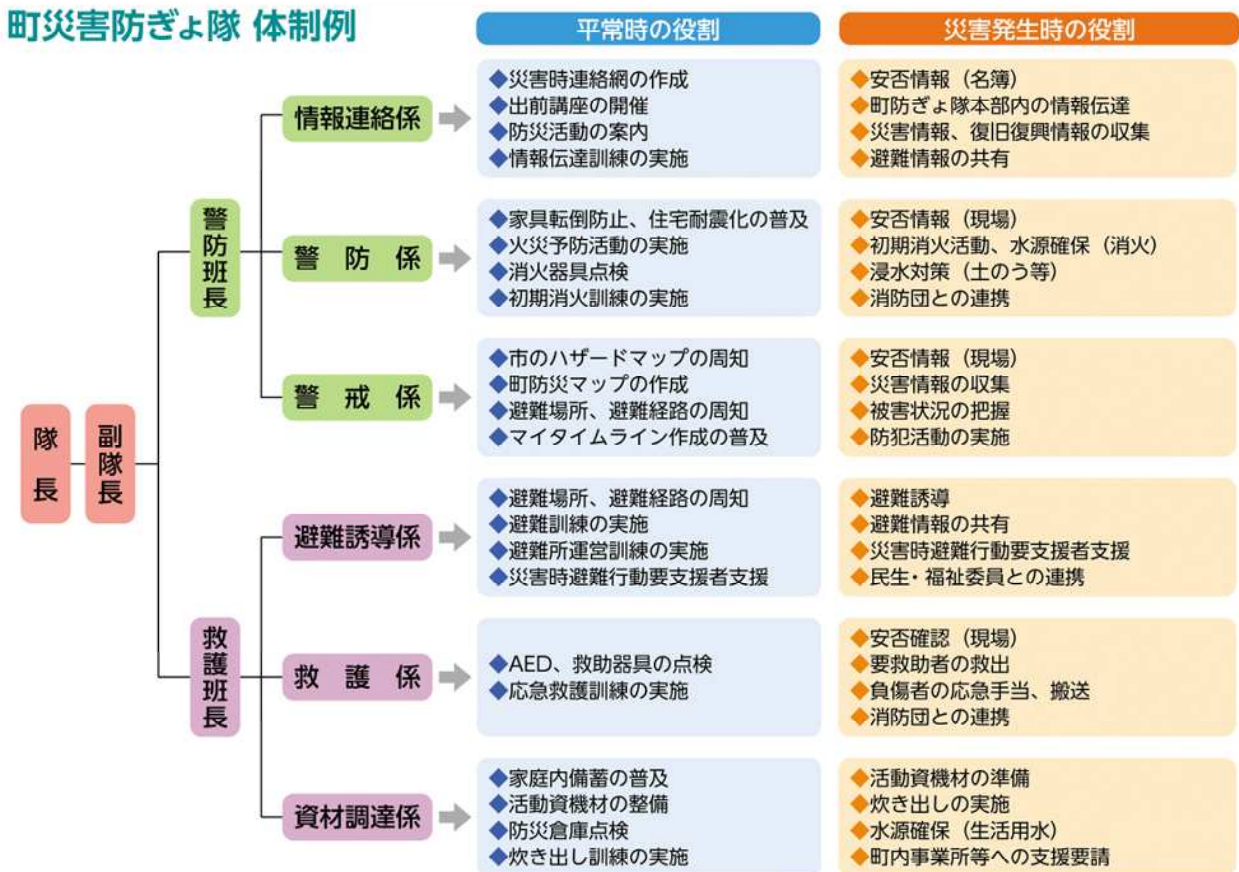 町災害防ぎょ隊 体制例
平常時の役割
災害発生時の役割
隊長
副隊長
警防班長
情報連絡係
◆災害時連絡網の作成
◆出前講座の開催
◆防災活動の案内
◆情報伝達訓練の実施
◆安否情報（名簿）
◆町防ぎょ隊本部内の情報伝達
◆災害情報、復旧復興情報の収集
◆避難情報の共有
警防係
◆家具転倒防止、住宅耐震化の普及
◆火災予防活動の実施
◆消火器具点検
◆初期消火訓練の実施
◆安否情報（現場）
◆初期消火活動、水源確保（消火）
◆浸水対策（土のう等）
◆消防団との連携
警戒係
◆市のハザードマップの周知
◆町防災マップの作成
◆避難場所、避難経路の周知
◆マイタイムライン作成の普及
◆安否情報（現場）
◆災害情報の収集
◆被害状況の把握
◆防犯活動の実施
救護班長
避難誘導係
◆避難場所、避難経路の周知
◆避難訓練の実施
◆避難所運営訓練の実施
◆災害時避難行動要支援者支援
◆避難誘導
◆避難情報の共有
◆災害時避難行動要支援者支援
◆民生・福祉委員との連携
救護係
◆AED、救助器具の点検
◆応急救護訓練の実施
◆安否確認（現場）
◆要救助者の救出
◆負傷者の応急手当、搬送
◆消防団との連携
資材調達係
◆家庭内備蓄の普及
◆活動資機材の整備
◆防災倉庫点検
◆炊き出し訓練の実施
◆活動資機材の準備
◆炊き出しの実施
◆水源確保（生活用水）
◆町内事業所等への支援要請